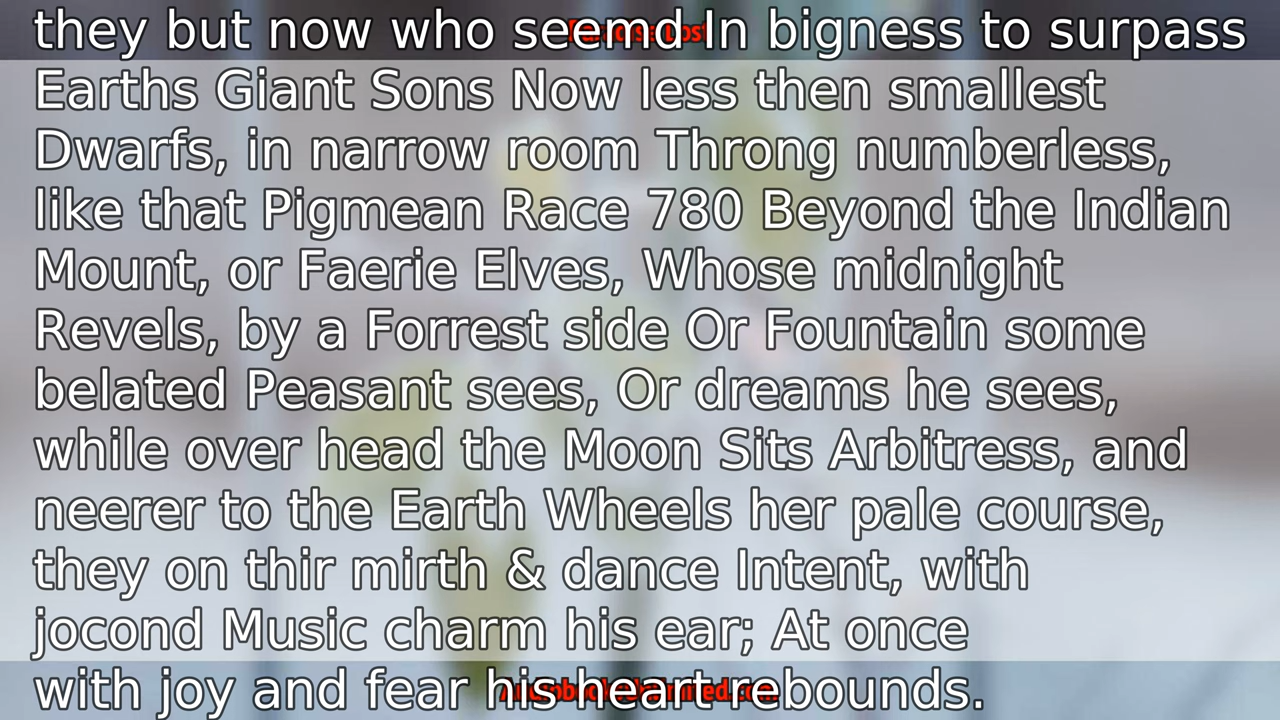 they but now who seemd In bigness to surpass
Earths Giant Sons Now less then smallest
Dwarfs, in narrow room Throng numberless,
like that Pigmean Race 780 Beyond the Indian
Mount, or Faerie Elves, Whose midnight
Revels, by a Forrest side Or Fountain some
belated Peasant sees, Or dreams he sees,
while over head the Moon Sits Arbitress, and
neerer to the Earth Wheels her pale course,
they on thir mirth & dance Intent, with
jocond Music charm his ear; At once
with joy and fear his heart rebounds.